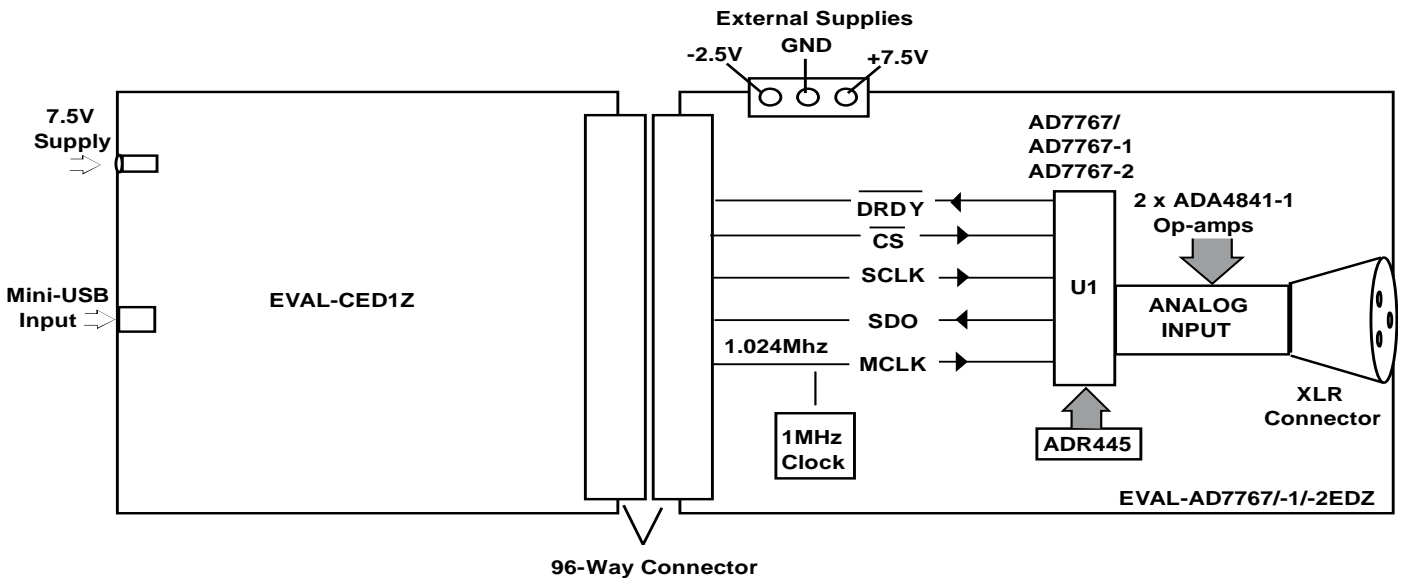 External Supplies
-2.5V
GND
+7.5V
7.5V
Supply
Mini-USB
Input
EVAL-CED1Z
AD7767/
AD7767-1
AD7767-2
DRDY
CS
SCLK
SDO
1.024Mhz
MCLK
1MHz
Clock
U1
2 x ADA4841-1
Op-amps
ANALOG
INPUT
XLR
Connector
ADR445
EVAL-AD7767/-1/-2EDZ
96-Way Connector